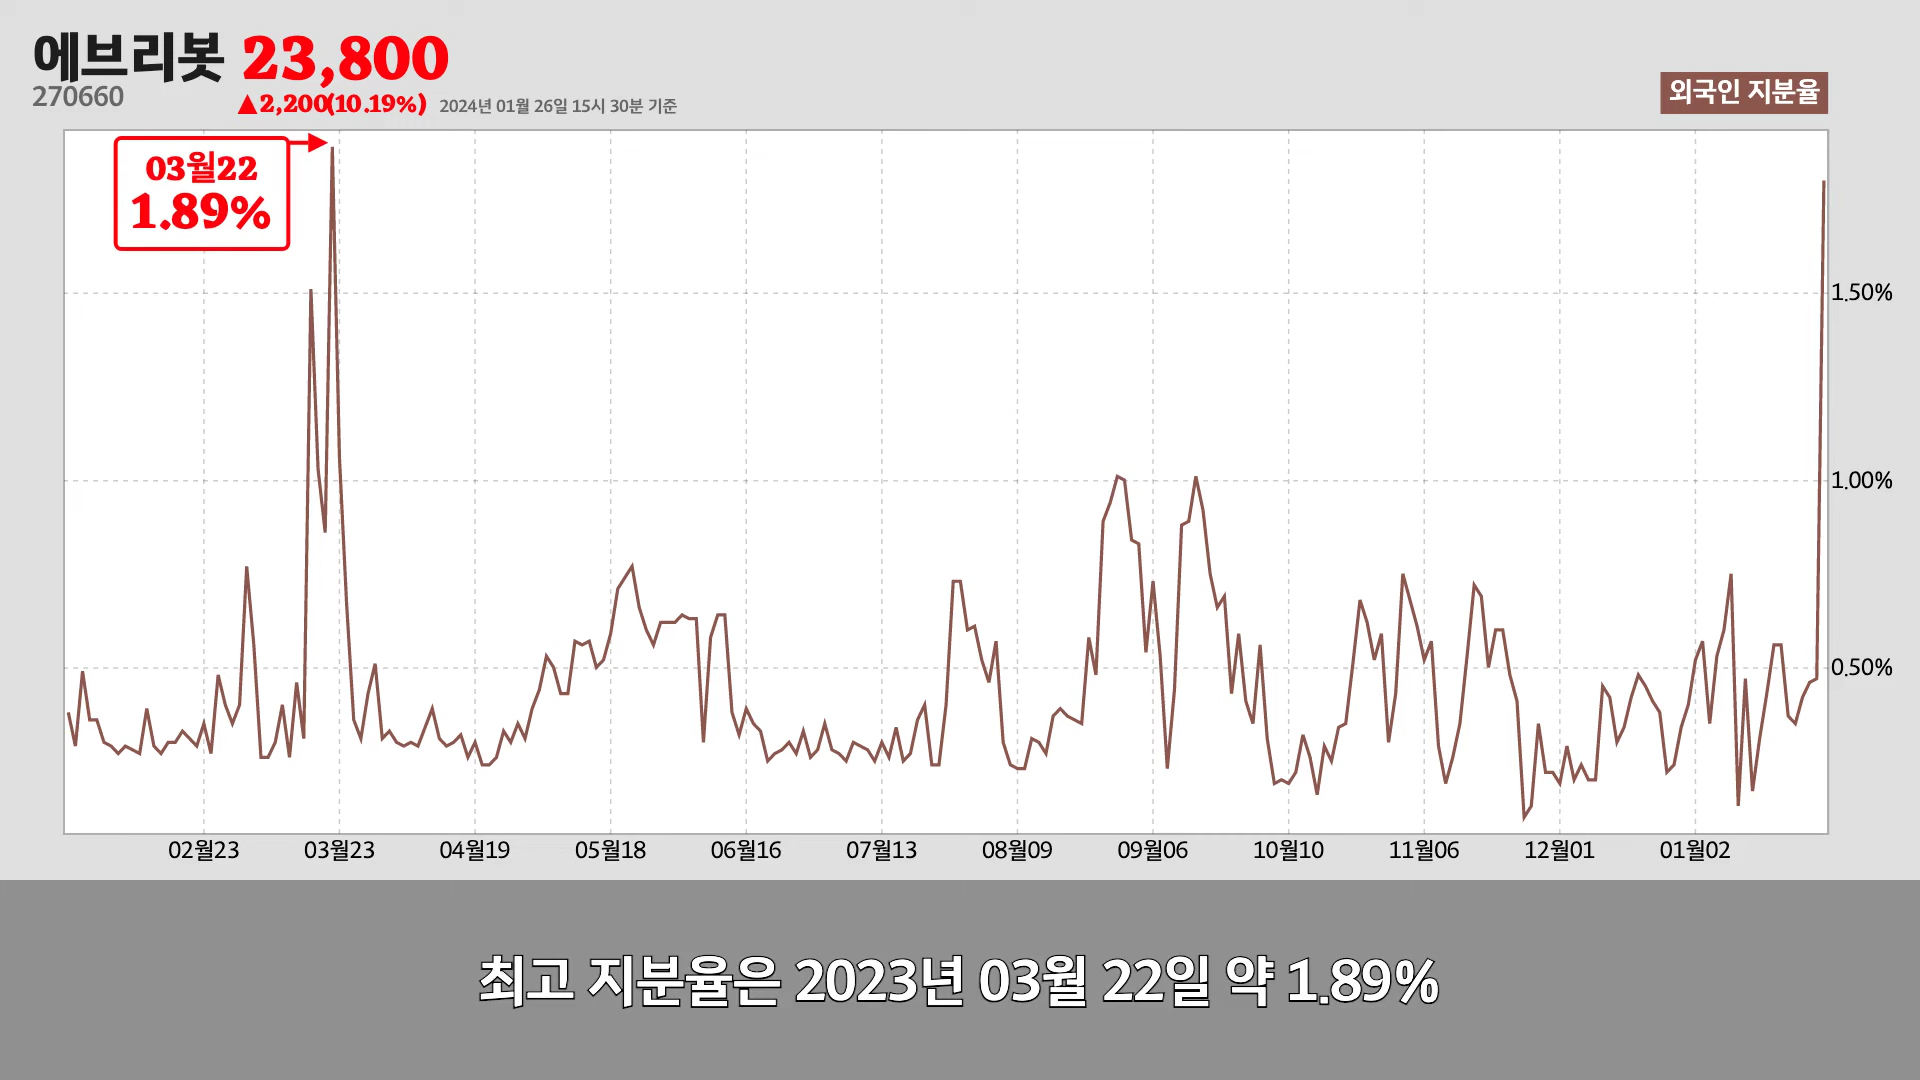 에브리봇 23,800
270660
▲2,200(10.19%) 2024년 01월 26일 15시 30분 기준
외국인 지분율
03월22
1.89%
1.50%
1.00%
0.50%
02월23 03월23 04월19 05월18 06월16 07월13 08월09 09월06 10월10 11월06 12월01 01월02
최고 지분율은 2023년 03월 22일 약 1.89%